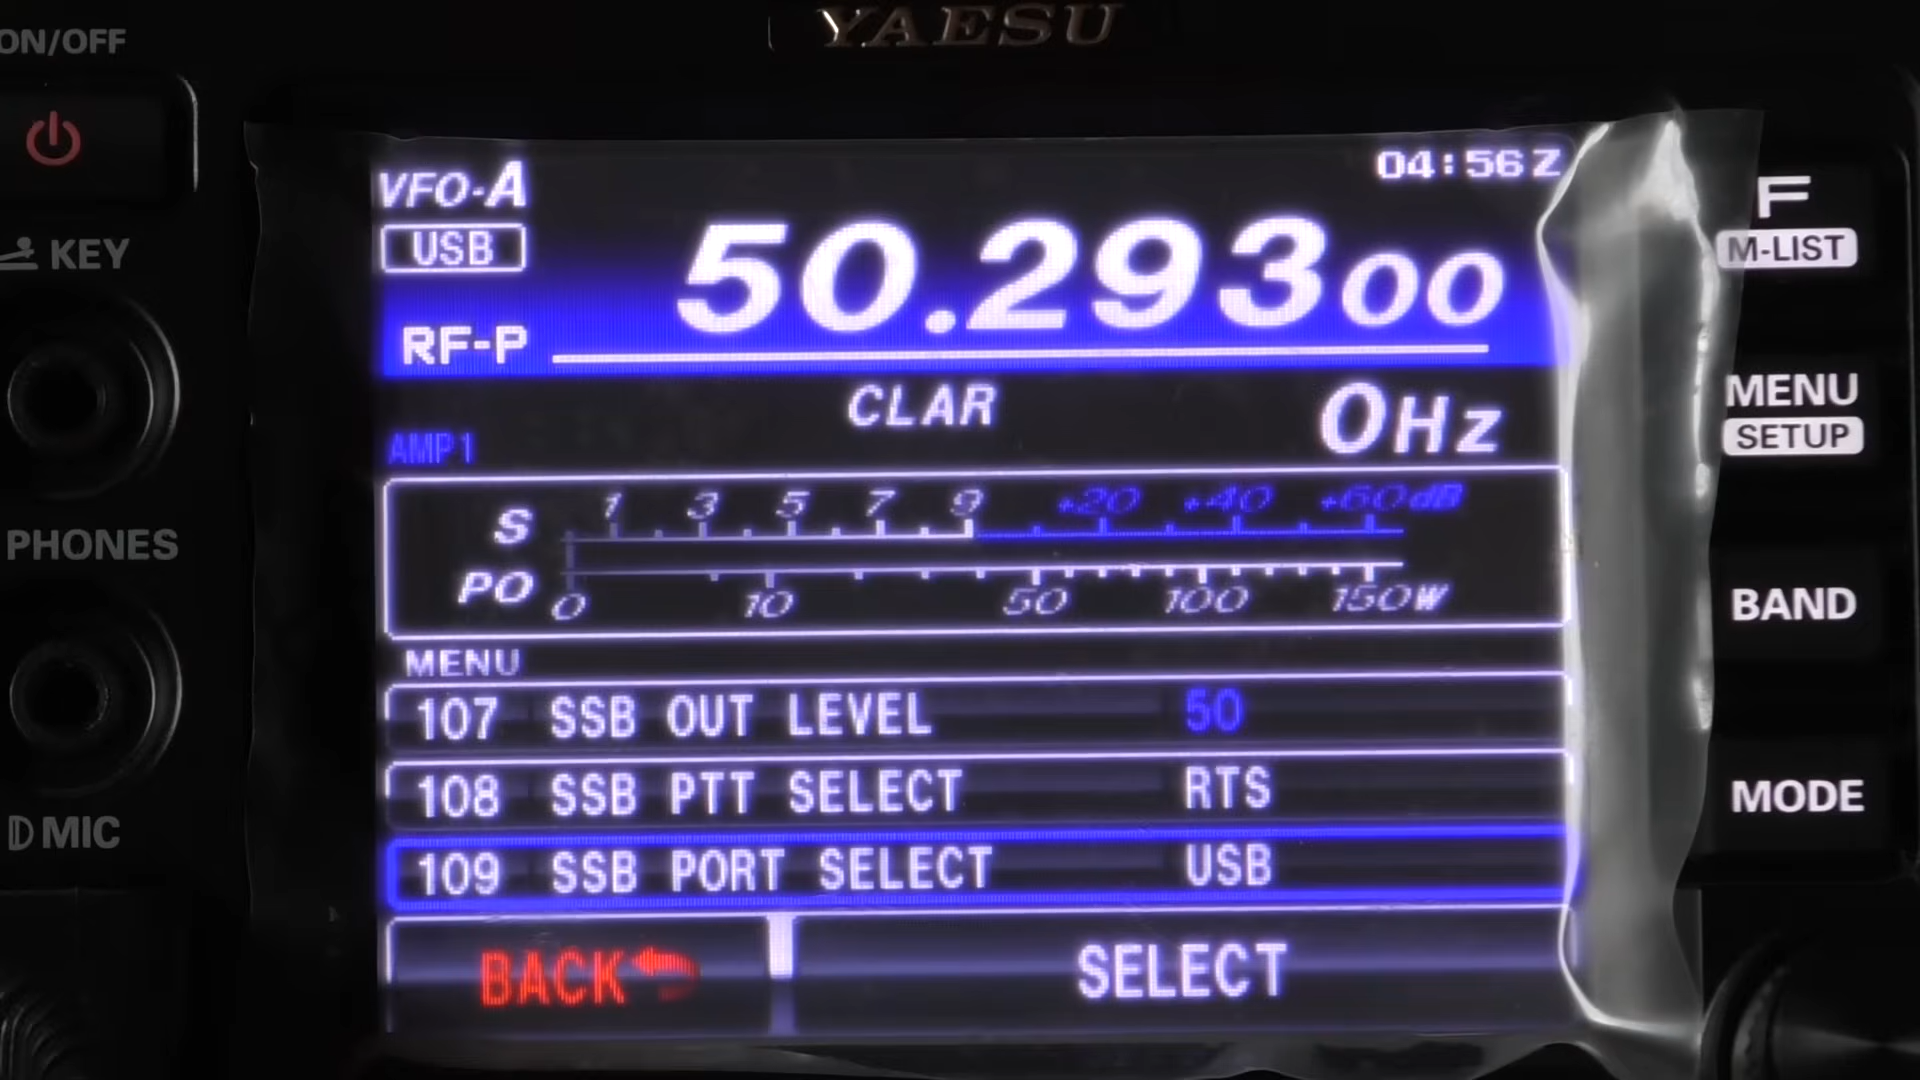 YAESU
ON/OFF
VFO-A
04:56Z
USB
50.29300
F
M-LIST
KEY
RF-P
CLAR
0Hz
MENU
SETUP
AMP1
S 1 3 5 7 9 +20 +40 +60dB
PHONES
PO 0 10 50 100 150W
BAND
MENU
107 SSB OUT LEVEL 50
108 SSB PTT SELECT RTS
MODE
MIC
109 SSB PORT SELECT USB
BACK
SELECT